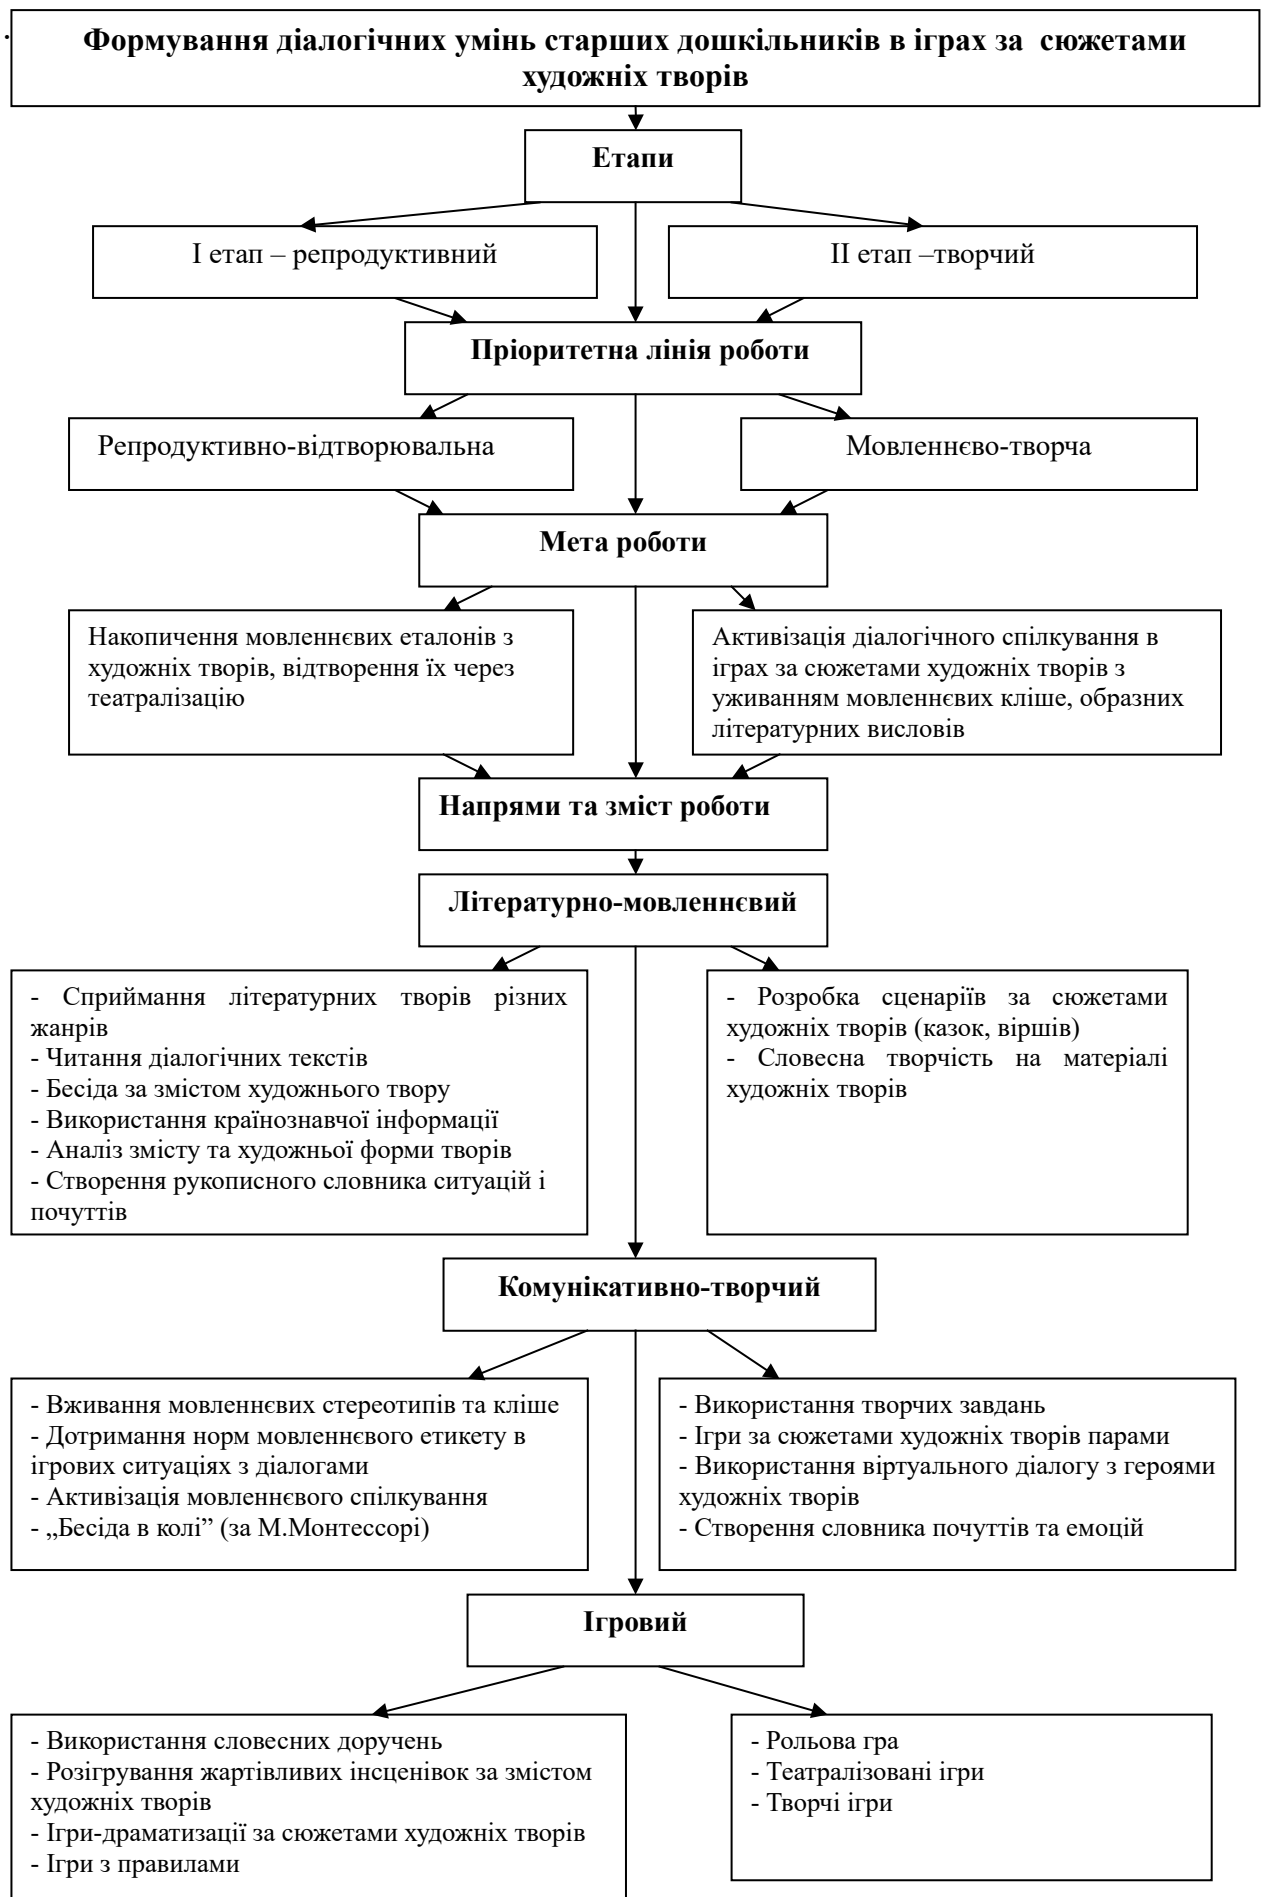 .
Формування діалогічних умінь старших дошкільників в іграх за сюжетами
художніх творів
Етапи
І етап – репродуктивний
ІІ етап –творчий
Пріоритетна лінія роботи
Репродуктивно-відтворювальна
Мовленнєво-творча
Мета роботи
Накопичення мовленнєвих еталонів з
художніх творів, відтворення їх через
театралізацію
Активізація діалогічного спілкування в
іграх за сюжетами художніх творів з
уживанням мовленнєвих кліше, образних
літературних висловів
Напрями та зміст роботи
Літературно-мовленнєвий
- Сприймання літературних творів різних
жанрів
- Читання діалогічних текстів
- Бесіда за змістом художнього твору
- Використання країнознавчої інформації
- Аналіз змісту та художньої форми творів
- Створення рукописного словника ситуацій і
почуттів
- Розробка сценаріїв за сюжетами
художніх творів (казок, віршів)
- Словесна творчість на матеріалі
художніх творів
Комунікативно-творчий
- Вживання мовленнєвих стереотипів та кліше
- Дотримання норм мовленнєвого етикету в
ігрових ситуаціях з діалогами
- Активізація мовленнєвого спілкування
- „Бесіда в колі” (за М.Монтессорі)
- Використання творчих завдань
- Ігри за сюжетами художніх творів парами
- Використання віртуального діалогу з героями
художніх творів
- Створення словника почуттів та емоцій
Ігровий
- Використання словесних доручень
- Розігрування жартівливих інсценівок за змістом
художніх творів
- Ігри-драматизації за сюжетами художніх творів
- Ігри з правилами
- Рольова гра
- Театралізовані ігри
- Творчі ігри